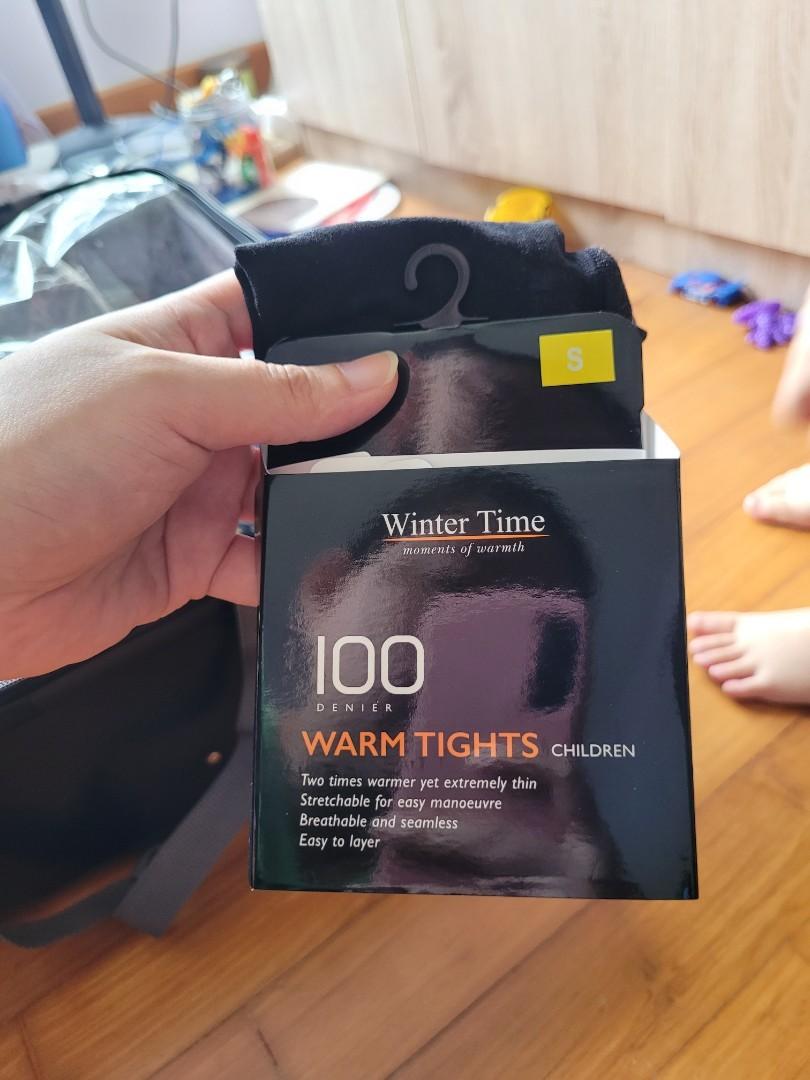 S
Winter Time
moments of warmth
100
DENIER
WARM TIGHTS CHILDREN
Two times warmer yet extremely thin
Stretchable for easy manoeuvre
Breathable and seamless
Easy to layer